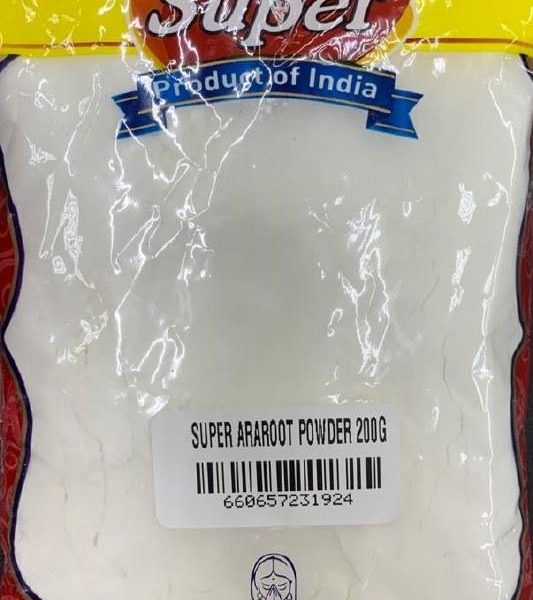 Super
Product of India
SUPER ARAROOT POWDER 200G
660657231924